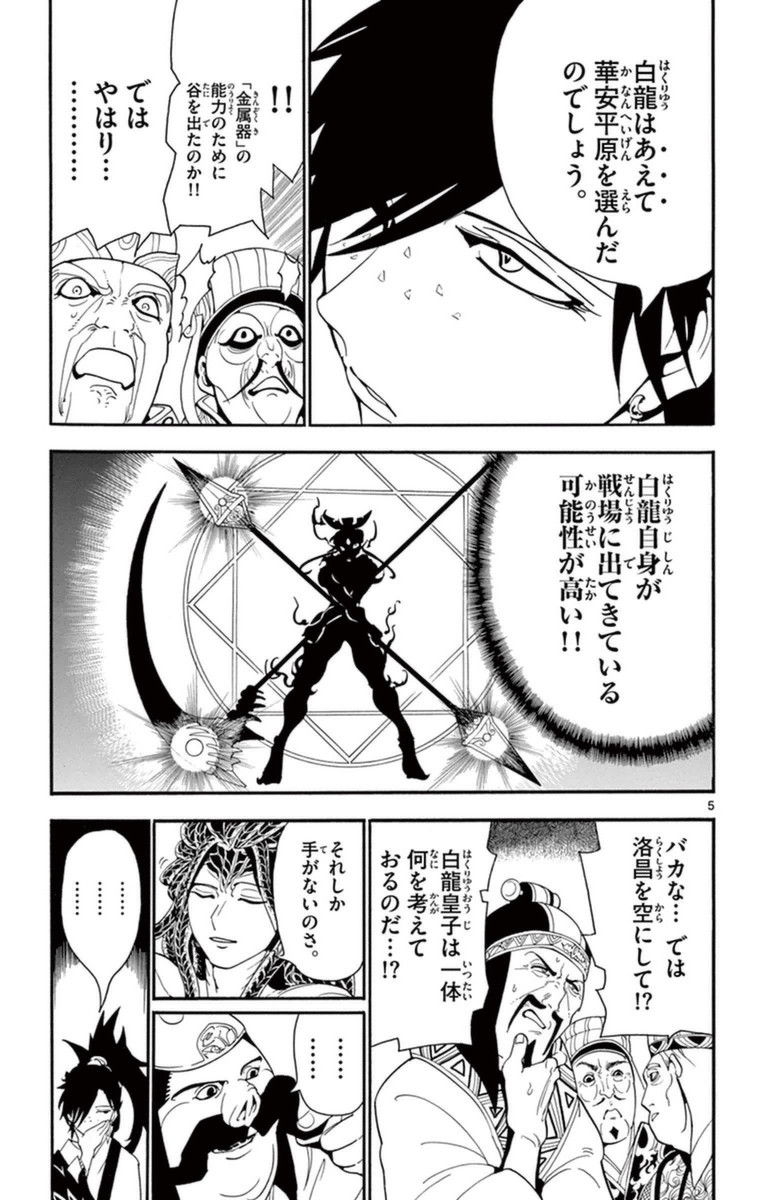 白龍はあえて
華安平原を選んだ
のでしょう。
!!
「金属器」の
能力のために
谷を出たのか!!
では
やはり…
…………
白龍自身が
戦場に出てきている
可能性が高い!!
5
バカな… では
洛昌を空にして!?
白龍皇子は一体
何を考えて
おるのだ…!?
それしか
手がないのさ。
………
………
………
………